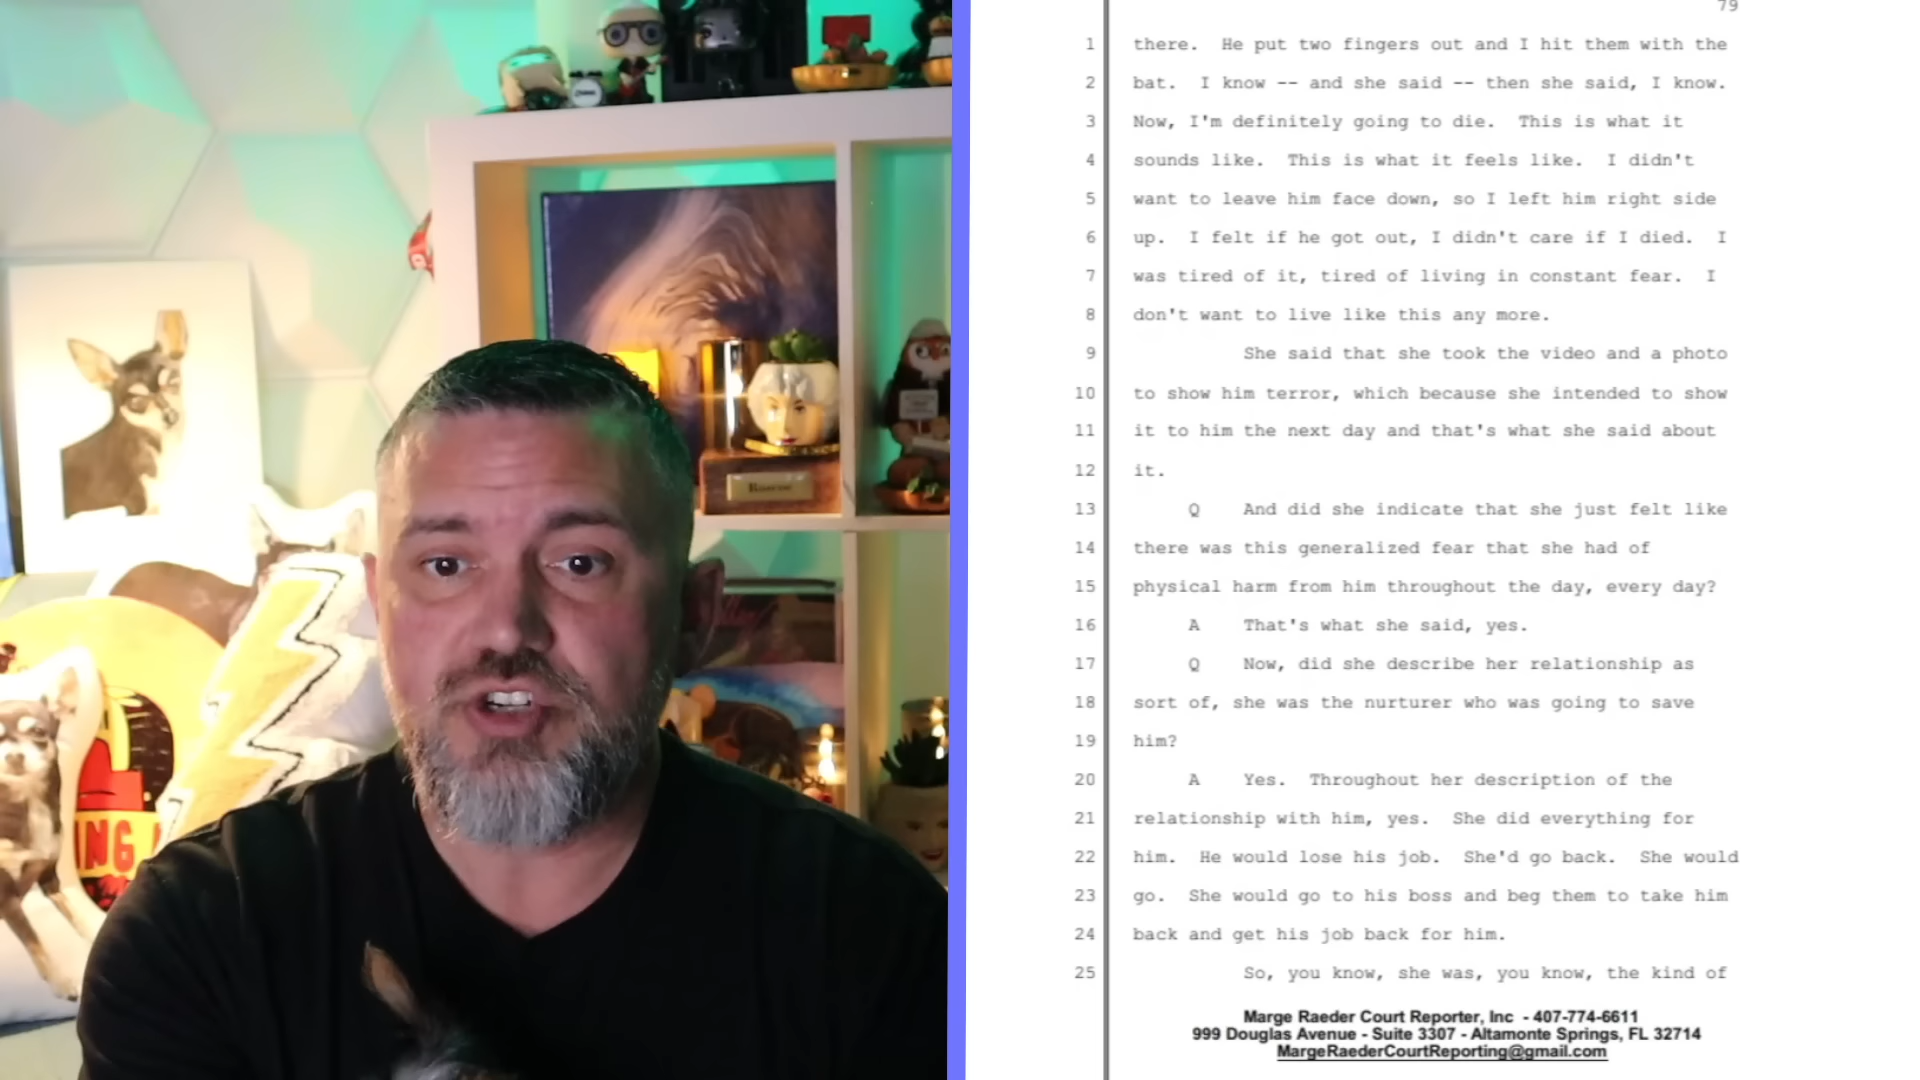 79
1 there. He put two fingers out and I hit them with the
2 bat. I know -- and she said -- then she said, I know.
3 Now, I'm definitely going to die. This is what it
4 sounds like. This is what it feels like. I didn't
5 want to leave him face down, so I left him right side
6 up. I felt if he got out, I didn't care if I died. I
7 was tired of it, tired of living in constant fear. I
8 don't want to live like this any more.
9 She said that she took the video and a photo
10 to show him terror, which because she intended to show
11 it to him the next day and that's what she said about
12 it.
13 Q And did she indicate that she just felt like
14 there was this generalized fear that she had of
15 physical harm from him throughout the day, every day?
16 A That's what she said, yes.
17 Q Now, did she describe her relationship as
18 sort of, she was the nurturer who was going to save
19 him?
20 A Yes. Throughout her description of the
21 relationship with him, yes. She did everything for
22 him. He would lose his job. She'd go back. She would
23 go. She would go to his boss and beg them to take him
24 back and get his job back for him.
25 So, you know, she was, you know, the kind of
Marge Raeder Court Reporter, Inc - 407-774-6611
999 Douglas Avenue - Suite 3307 - Altamonte Springs, FL 32714
MargeRaederCourtReporting@gmail.com